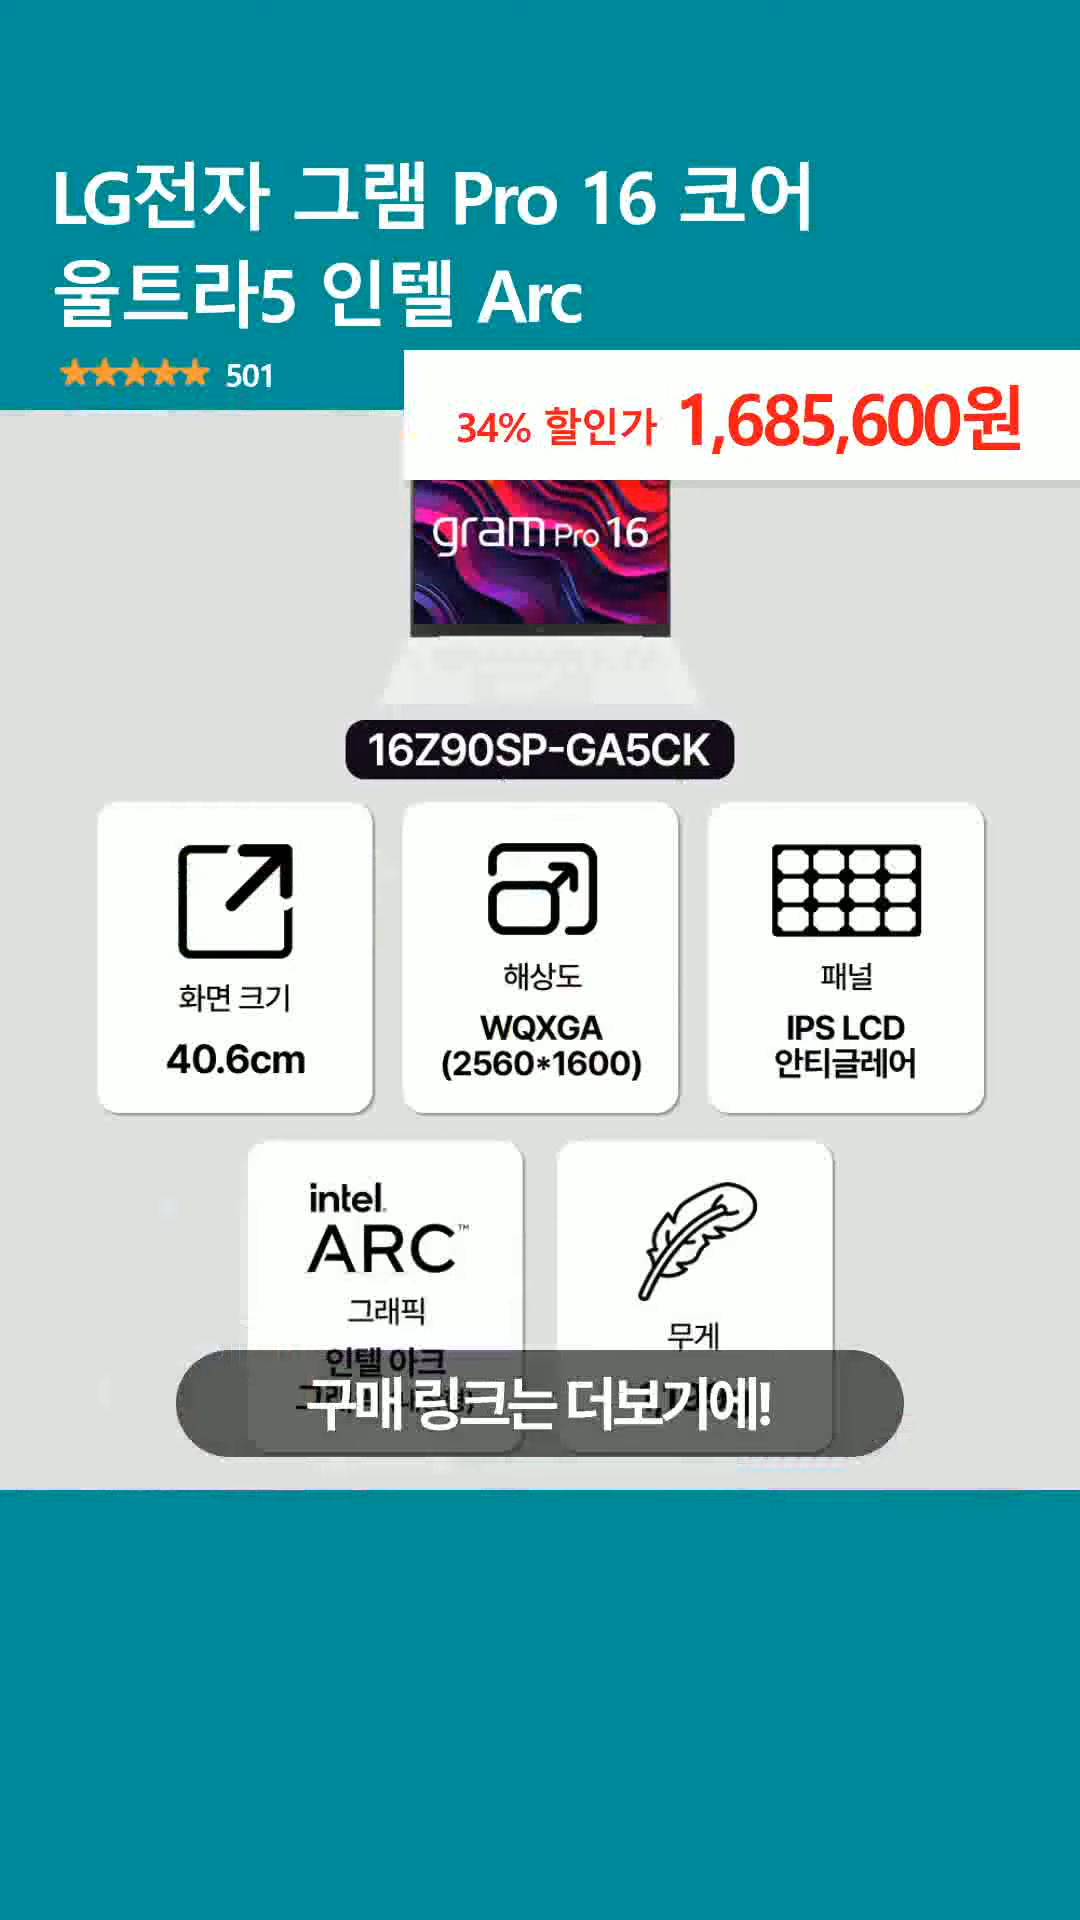 LG전자 그램 Pro 16 코어
울트라5 인텔 Arc
501
34% 할인가 1,685,600원
gram Pro 16
16Z90SP-GA5CK
화면 크기
40.6cm
해상도
WQXGA
(2560*1600)
패널
IPS LCD
안티글레어
intel.
ARC™
그래픽
인텔 아크
무게
구매 링크는 더보기에!